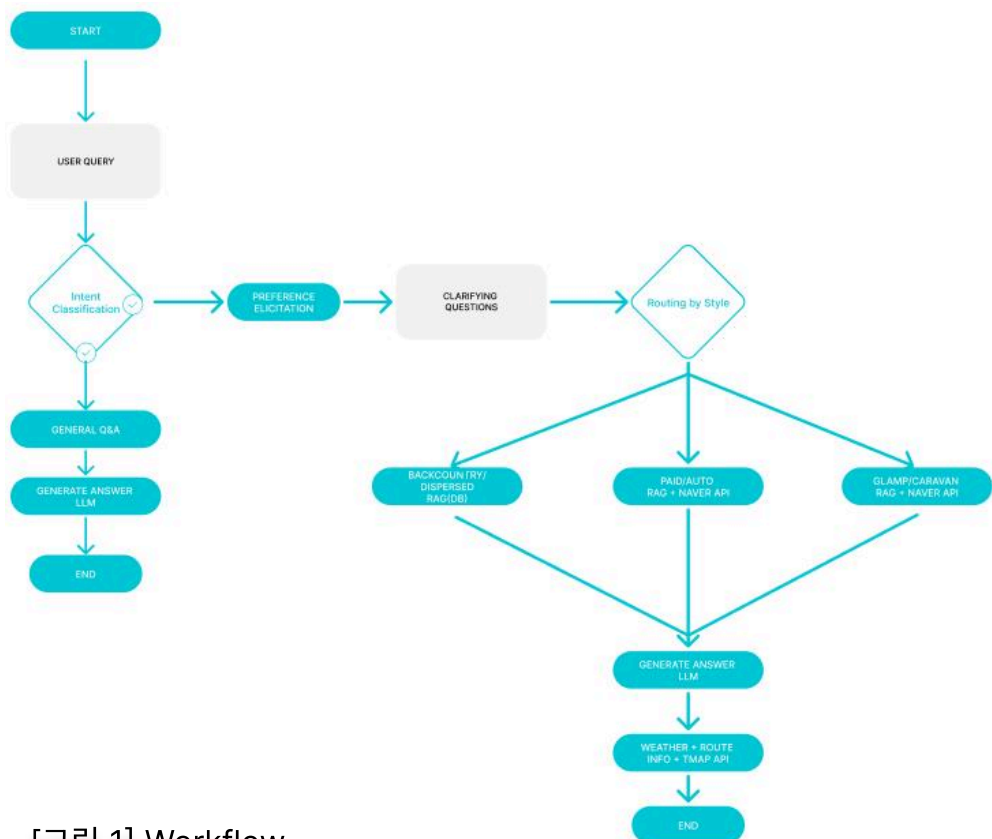 START
USER QUERY
Intent
Classification
PREFERENCE
ELICITATION
CLARIFYING
QUESTIONS
Routing by Style
GENERAL Q&A
GENERATE ANSWER
LLM
END
BACKCOUNTRY/
DISPERSED
RAG(DB)
PAID/AUTO
RAG + NAVER API
GLAMP/CARAVAN
RAG + NAVER API
GENERATE ANSWER
LLM
WEATHER + ROUTE
INFO + TMAP API
END
[그림 1] Workflow